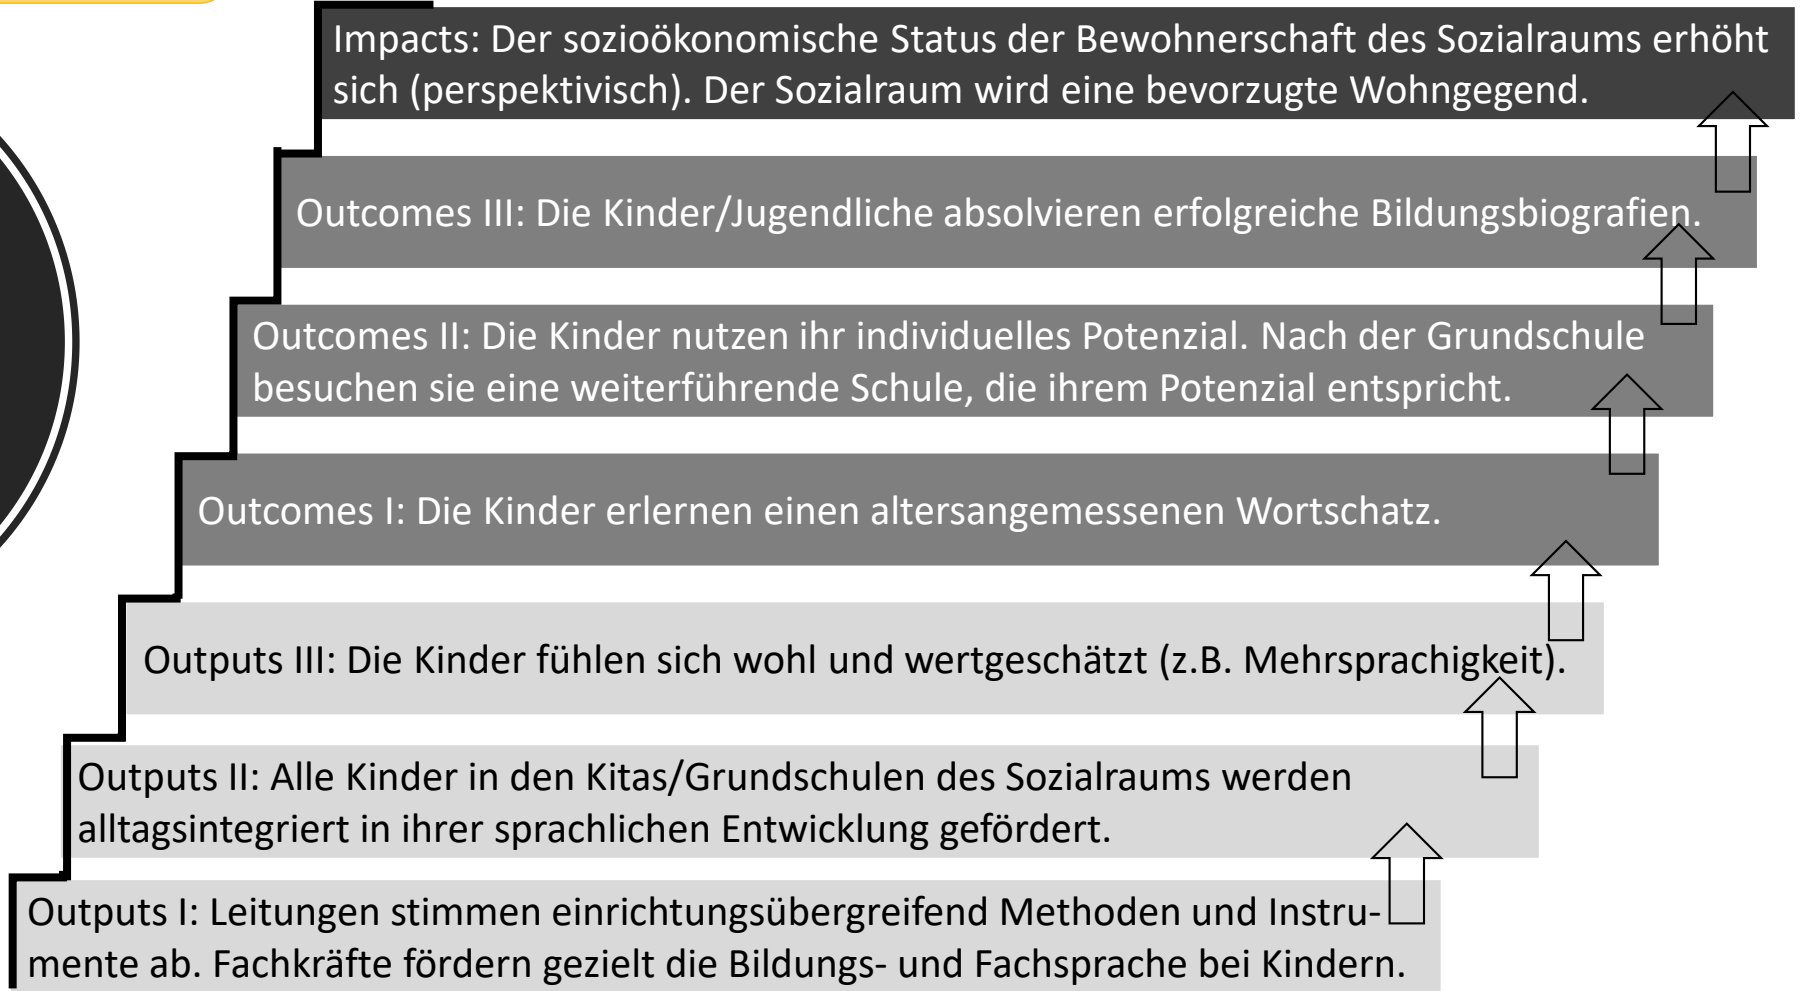 Impacts: Der sozioökonomische Status der Bewohnerschaft des Sozialraums erhöht
sich (perspektivisch). Der Sozialraum wird eine bevorzugte Wohngegend.
Outcomes III: Die Kinder/Jugendliche absolvieren erfolgreiche Bildungsbiografien.
Outcomes II: Die Kinder nutzen ihr individuelles Potenzial. Nach der Grundschule
besuchen sie eine weiterführende Schule, die ihrem Potenzial entspricht.
Outcomes I: Die Kinder erlernen einen altersangemessenen Wortschatz.
Outputs III: Die Kinder fühlen sich wohl und wertgeschätzt (z.B. Mehrsprachigkeit).
Outputs II: Alle Kinder in den Kitas/Grundschulen des Sozialraums werden
alltagsintegriert in ihrer sprachlichen Entwicklung gefördert.
Outputs I: Leitungen stimmen einrichtungsübergreifend Methoden und Instru-
mente ab. Fachkräfte fördern gezielt die Bildungs- und Fachsprache bei Kindern.